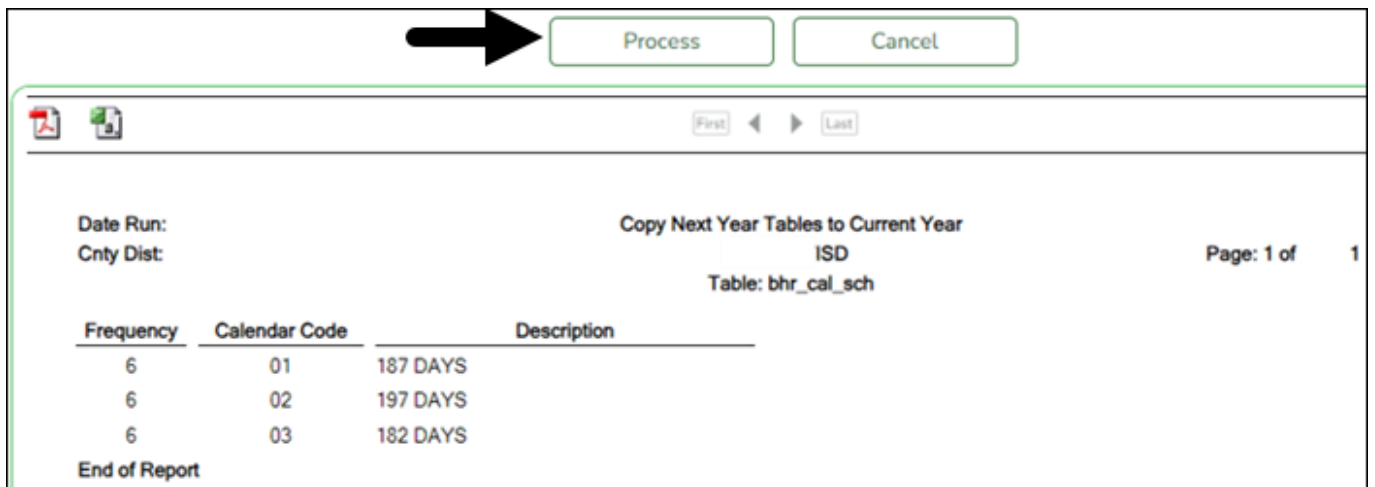 Process Cancel
First Last
Date Run: Copy Next Year Tables to Current Year
Cnty Dist: ISD Page: 1 of 1
Table: bhr_cal_sch
Frequency Calendar Code Description
6 01 187 DAYS
6 02 197 DAYS
6 03 182 DAYS
End of Report